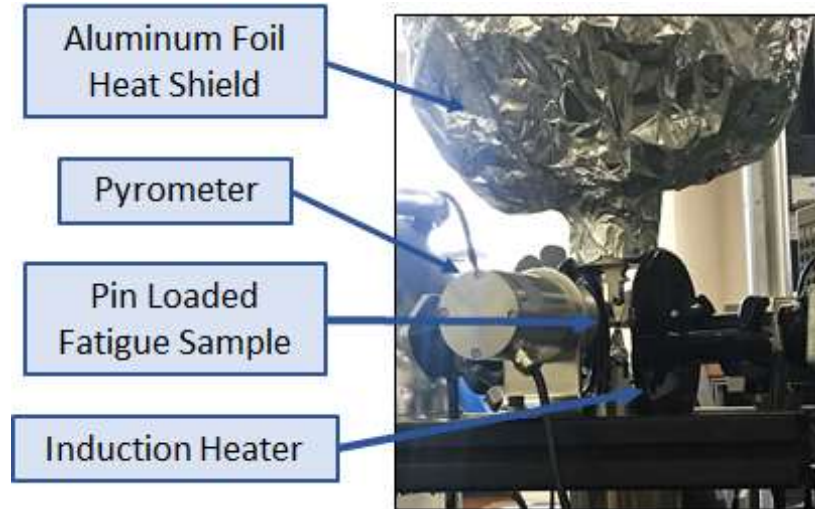 Aluminum Foil
Heat Shield
Pyrometer
Pin Loaded
Fatigue Sample
Induction Heater